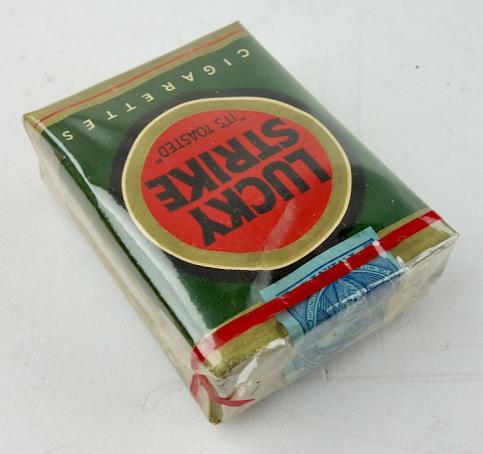 LUCKY
STRIKE
"IT'S TOASTED"
CIGARETTES